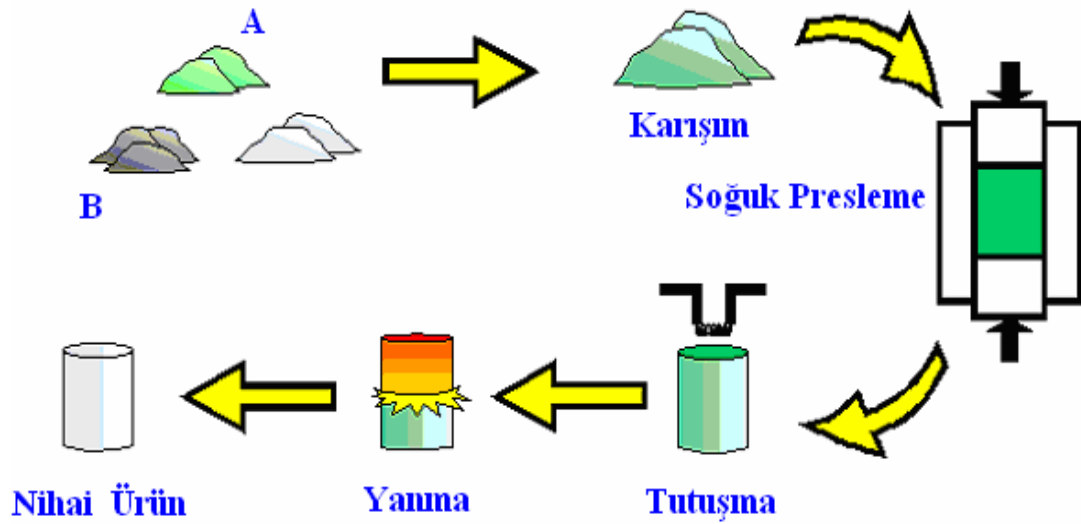 A
B
Karışım
Soğuk Presleme
Tutuşma
Yanma
Nihai Ürün